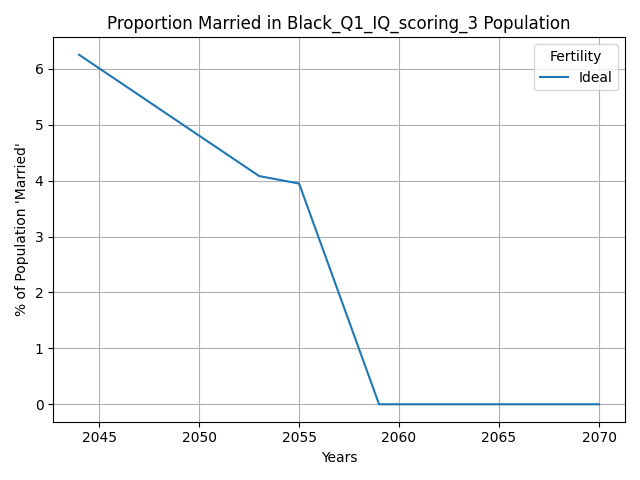 Proportion Married in Black_Q1_IQ_scoring_3 Population
Fertility
Ideal
% of Population 'Married'
6
5
4
3
2
1
0
2045 2050 2055 2060 2065 2070
Years